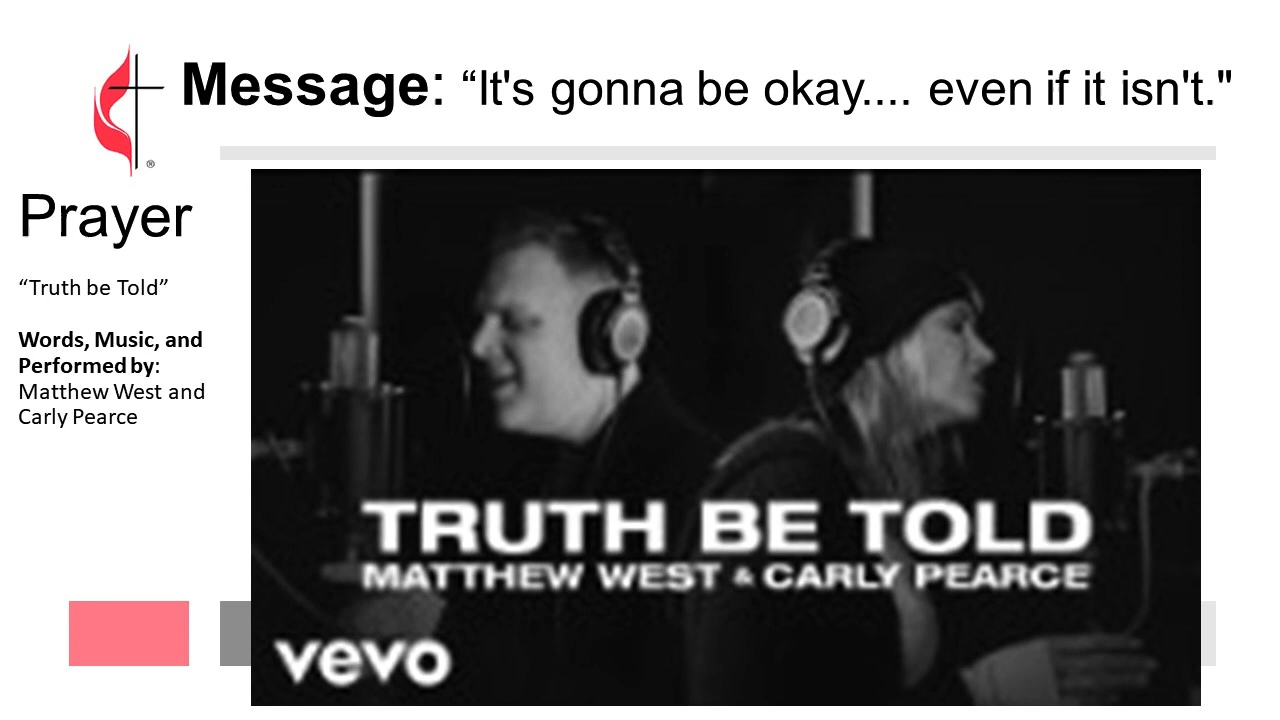 Message: “It's gonna be okay.... even if it isn't."
®
Prayer
“Truth be Told”
Words, Music, and
Performed by:
Matthew West and
Carly Pearce
TRUTH BE TOLD
MATTHEW WEST & CARLY PEARCE
vevo